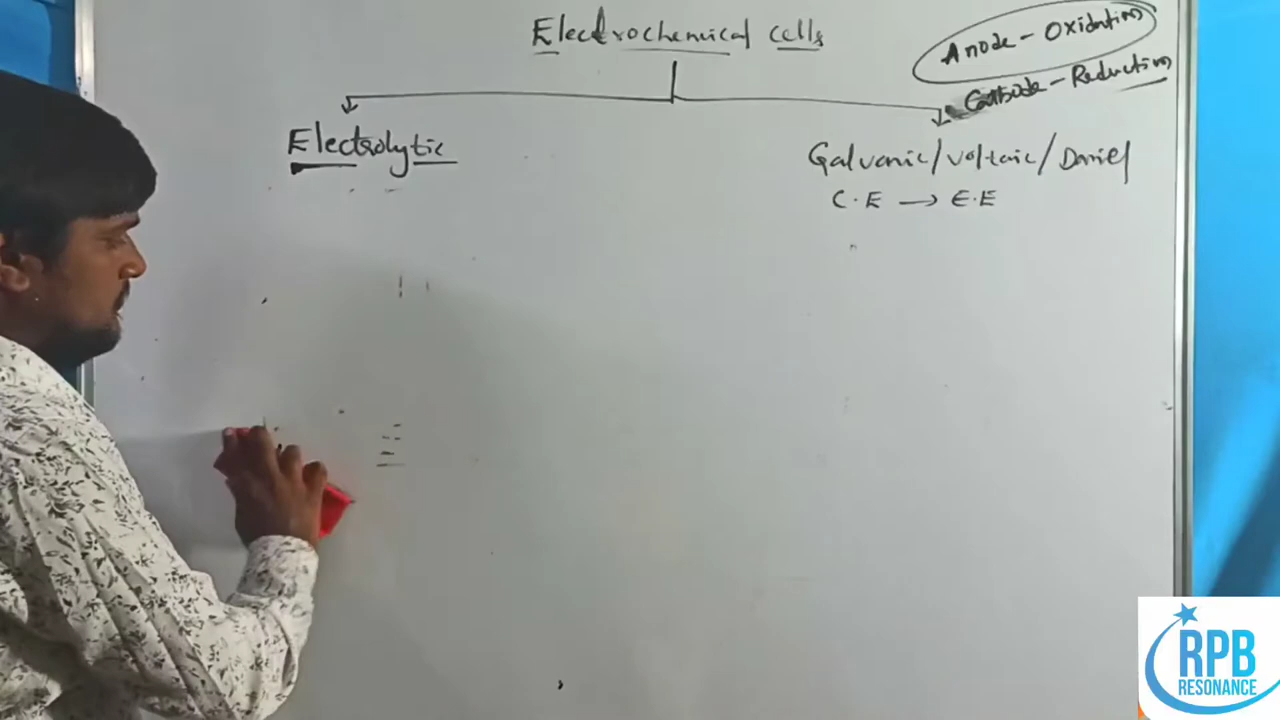 Electrochemical cells
Anode - Oxidation
Cathode - Reduction
Electrolytic
Galvanic/voltaic/Daniel
C.E → E.E
RPB
RESONANCE